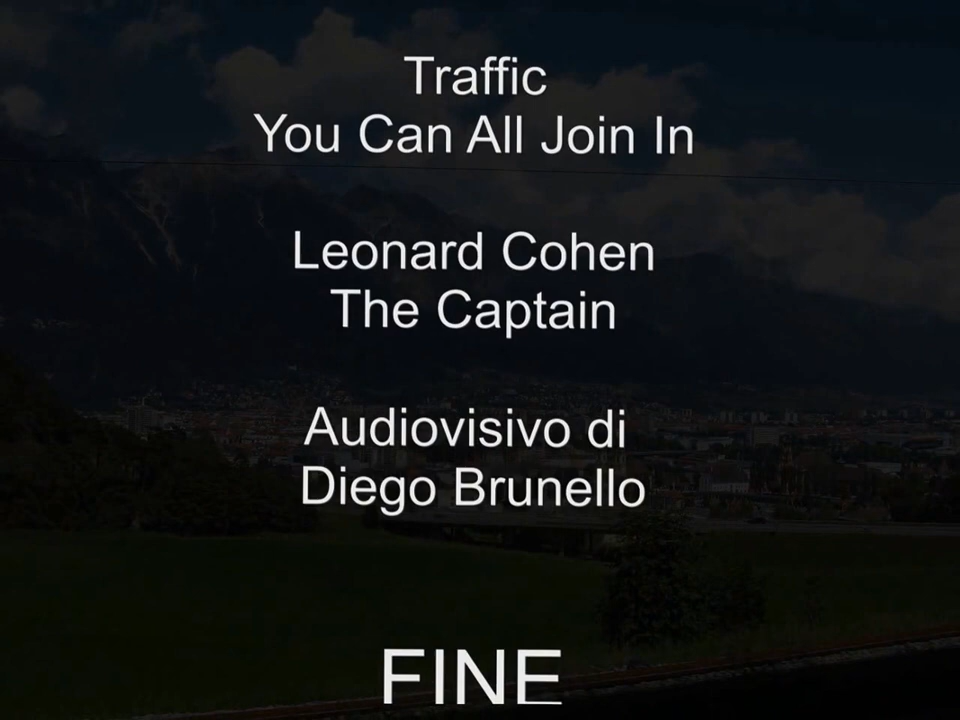 Traffic
You Can All Join In
Leonard Cohen
The Captain
Audiovisivo di
Diego Brunello
FINE